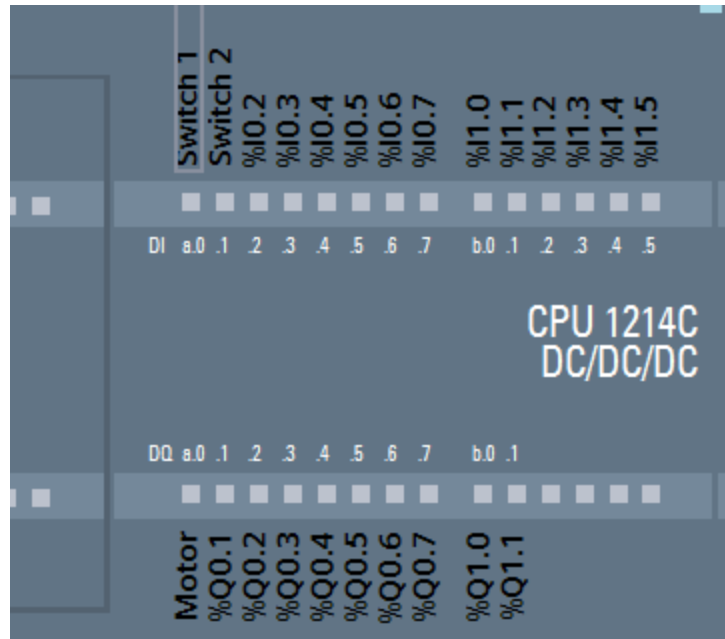 Switch 1 Switch 2 %I0.2 %I0.3 %I0.4 %I0.5 %I0.6 %I0.7 %I1.0 %I1.1 %I1.2 %I1.3 %I1.4 %I1.5
DI a.0 .1 .2 .3 .4 .5 .6 .7 b.0 .1 .2 .3 .4 .5
CPU 1214C
DC/DC/DC
DQ a.0 .1 .2 .3 .4 .5 .6 .7 b.0 .1
Motor %Q0.1 %Q0.2 %Q0.3 %Q0.4 %Q0.5 %Q0.6 %Q0.7 %Q1.0 %Q1.1